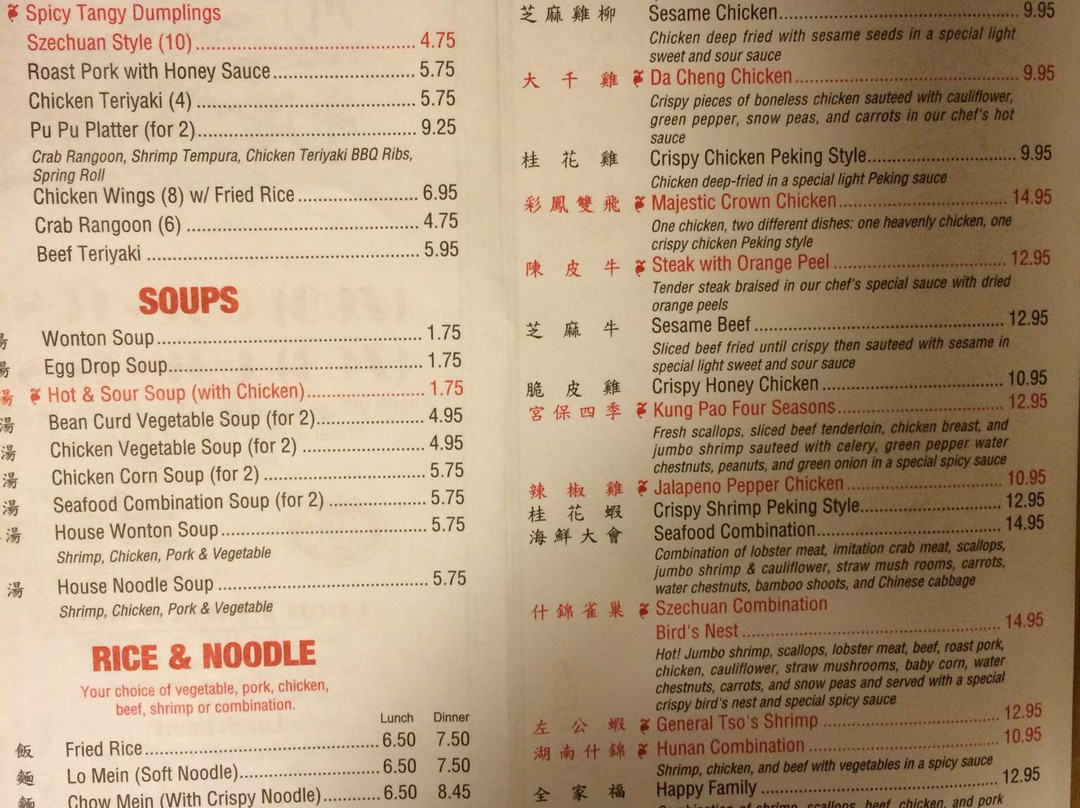 Spicy Tangy Dumplings
Szechuan Style (10) 4.75
Roast Pork with Honey Sauce 5.75
Chicken Teriyaki (4) 5.75
Pu Pu Platter (for 2) 9.25
Crab Rangoon, Shrimp Tempura, Chicken Teriyaki BBQ Ribs,
Spring Roll
Chicken Wings (8) w/ Fried Rice 6.95
Crab Rangoon (6) 4.75
Beef Teriyaki 5.95
SOUPS
湯 Wonton Soup 1.75
湯 Egg Drop Soup 1.75
湯 Hot & Sour Soup (with Chicken) 1.75
湯 Bean Curd Vegetable Soup (for 2) 4.95
湯 Chicken Vegetable Soup (for 2) 4.95
湯 Chicken Corn Soup (for 2) 5.75
湯 Seafood Combination Soup (for 2) 5.75
湯 House Wonton Soup 5.75
Shrimp, Chicken, Pork & Vegetable
湯 House Noodle Soup 5.75
Shrimp, Chicken, Pork & Vegetable
RICE & NOODLE
Your choice of vegetable, pork, chicken,
beef, shrimp or combination.
Lunch Dinner
飯 Fried Rice 6.50 7.50
麵 Lo Mein (Soft Noodle) 6.50 7.50
麵 Chow Mein (With Crispy Noodle) 6.50 8.45
芝麻雞柳 Sesame Chicken 9.95
Chicken deep fried with sesame seeds in a special light
sweet and sour sauce
大千雞 Da Cheng Chicken 9.95
Crispy pieces of boneless chicken sauteed with cauliflower,
green pepper, snow peas, and carrots in our chef's hot
sauce
桂花雞 Crispy Chicken Peking Style 9.95
Chicken deep-fried in a special light Peking sauce
彩鳳雙飛 Majestic Crown Chicken 14.95
One chicken, two different dishes: one heavenly chicken, one
crispy chicken Peking style
陳皮牛 Steak with Orange Peel 12.95
Tender steak braised in our chef's special sauce with dried
orange peels
芝麻牛 Sesame Beef 12.95
Sliced beef fried until crispy then sauteed with sesame in
special light sweet and sour sauce
脆皮雞 Crispy Honey Chicken 10.95
宮保四季 Kung Pao Four Seasons 12.95
Fresh scallops, sliced beef tenderloin, chicken breast, and
jumbo shrimp sauteed with celery, green pepper water
chestnuts, peanuts, and green onion in a special spicy sauce
辣椒雞 Jalapeno Pepper Chicken 10.95
桂花蝦 Crispy Shrimp Peking Style 12.95
海鮮大會 Seafood Combination 14.95
Combination of lobster meat, imitation crab meat, scallops,
jumbo shrimp & cauliflower, straw mush rooms, carrots,
water chestnuts, bamboo shoots, and Chinese cabbage
什錦雀巢 Szechuan Combination
Bird's Nest 14.95
Hot! Jumbo shrimp, scallops, lobster meat, beef, roast pork,
chicken, cauliflower, straw mushrooms, baby corn, water
chestnuts, carrots, and snow peas and served with a special
crispy bird's nest and special spicy sauce
左公蝦 General Tso's Shrimp 12.95
湖南什錦 Hunan Combination 10.95
Shrimp, chicken, and beef with vegetables in a spicy sauce
全家福 Happy Family 12.95
Combination of shrimp, scallops, beef, chicken, and pork